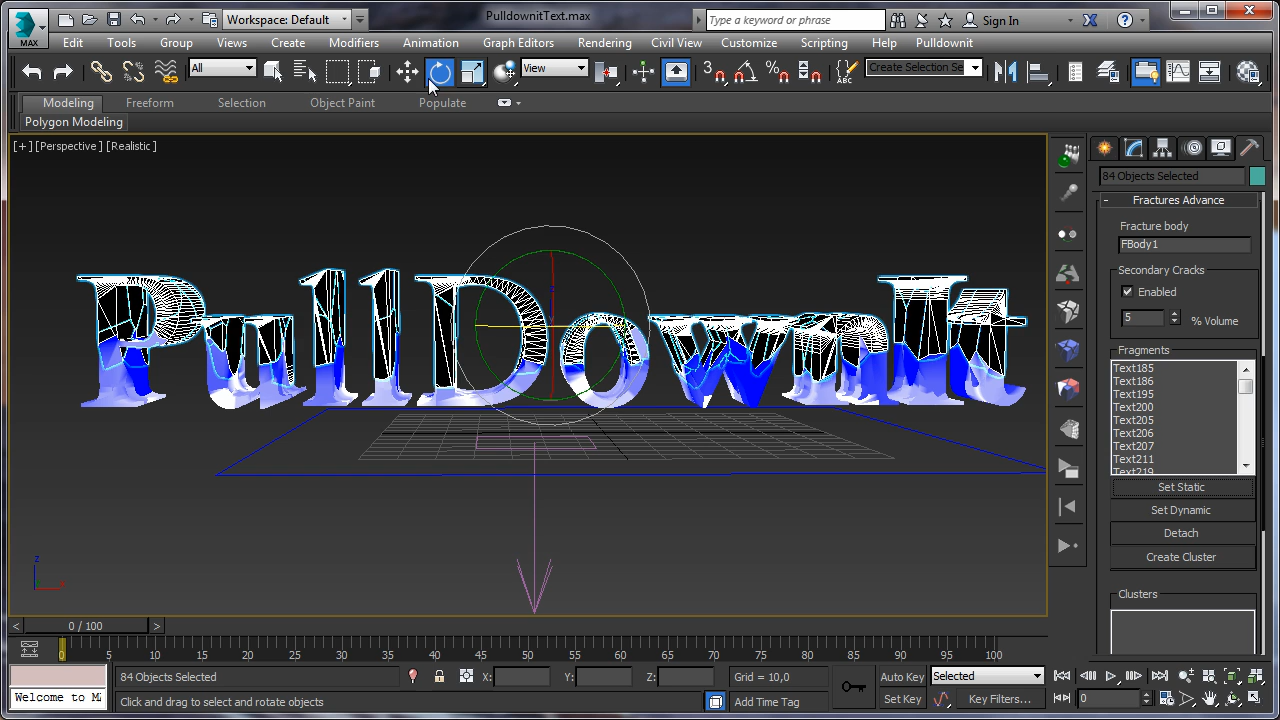 Workspace: Default
PulldownitText.max
Type a keyword or phrase
Sign In
MAX
Edit Tools Group Views Create Modifiers Animation Graph Editors Rendering Civil View Customize Scripting Help Pulldownit
All
View
3
Create Selection Se
ABC
Modeling Freeform Selection Object Paint Populate
Polygon Modeling
[+] [Perspective] [Realistic]
PullDownIt
84 Objects Selected
- Fractures Advance
Fracture body
FBody1
Secondary Cracks
Enabled
5 % Volume
Fragments
Text185
Text186
Text195
Text200
Text205
Text206
Text207
Text211
Text219
Set Static
Set Dynamic
Detach
Create Cluster
Clusters
z
x
< 0 / 100 >
0 5 10 15 20 25 30 35 40 45 50 55 60 65 70 75 80 85 90 95 100
84 Objects Selected X: Y: Z: Grid = 10,0 Auto Key Selected
Welcome to M
Click and drag to select and rotate objects Add Time Tag Set Key Key Filters... 0